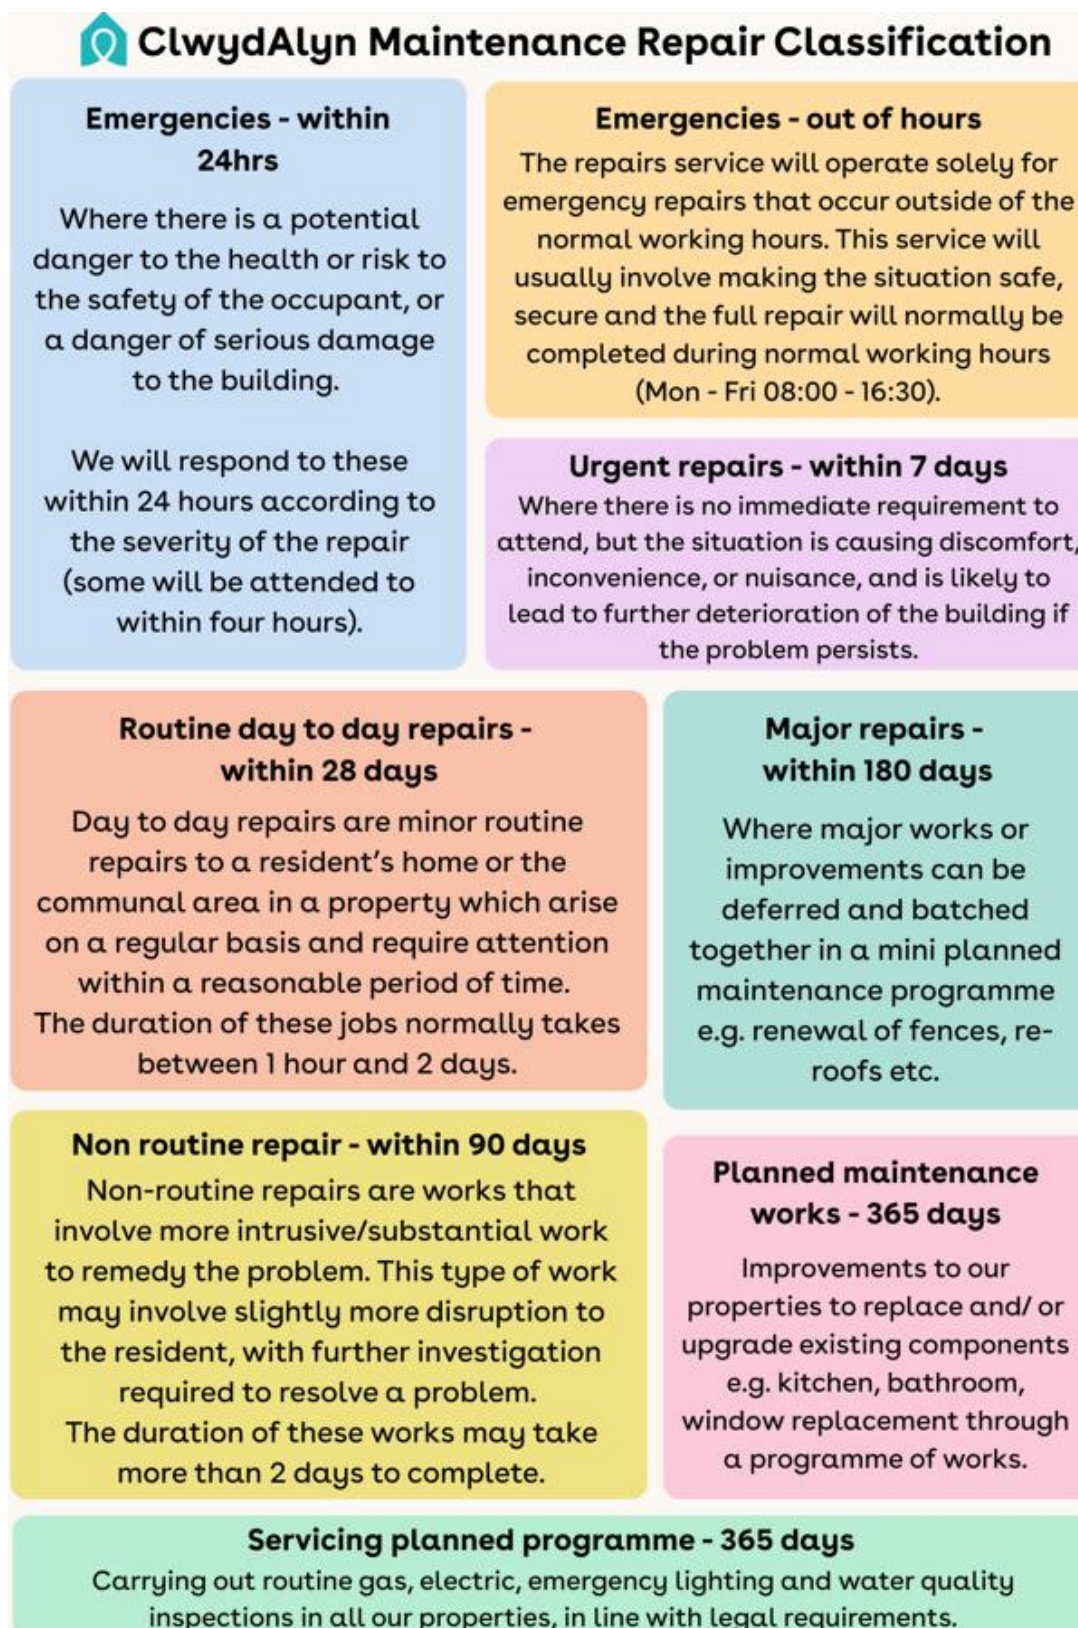 ClwydAlyn Maintenance Repair Classification
Emergencies - within
24hrs
Where there is a potential
danger to the health or risk to
the safety of the occupant, or
a danger of serious damage
to the building.
We will respond to these
within 24 hours according to
the severity of the repair
(some will be attended to
within four hours).
Emergencies - out of hours
The repairs service will operate solely for
emergency repairs that occur outside of the
normal working hours. This service will
usually involve making the situation safe,
secure and the full repair will normally be
completed during normal working hours
(Mon - Fri 08:00 - 16:30).
Urgent repairs - within 7 days
Where there is no immediate requirement to
attend, but the situation is causing discomfort,
inconvenience, or nuisance, and is likely to
lead to further deterioration of the building if
the problem persists.
Routine day to day repairs -
within 28 days
Day to day repairs are minor routine
repairs to a resident's home or the
communal area in a property which arise
on a regular basis and require attention
within a reasonable period of time.
The duration of these jobs normally takes
between 1 hour and 2 days.
Major repairs -
within 180 days
Where major works or
improvements can be
deferred and batched
together in a mini planned
maintenance programme
e.g. renewal of fences, re-
roofs etc.
Non routine repair - within 90 days
Non-routine repairs are works that
involve more intrusive/substantial work
to remedy the problem. This type of work
may involve slightly more disruption to
the resident, with further investigation
required to resolve a problem.
The duration of these works may take
more than 2 days to complete.
Planned maintenance
works - 365 days
Improvements to our
properties to replace and/ or
upgrade existing components
e.g. kitchen, bathroom,
window replacement through
a programme of works.
Servicing planned programme - 365 days
Carrying out routine gas, electric, emergency lighting and water quality
inspections in all our properties, in line with legal requirements.